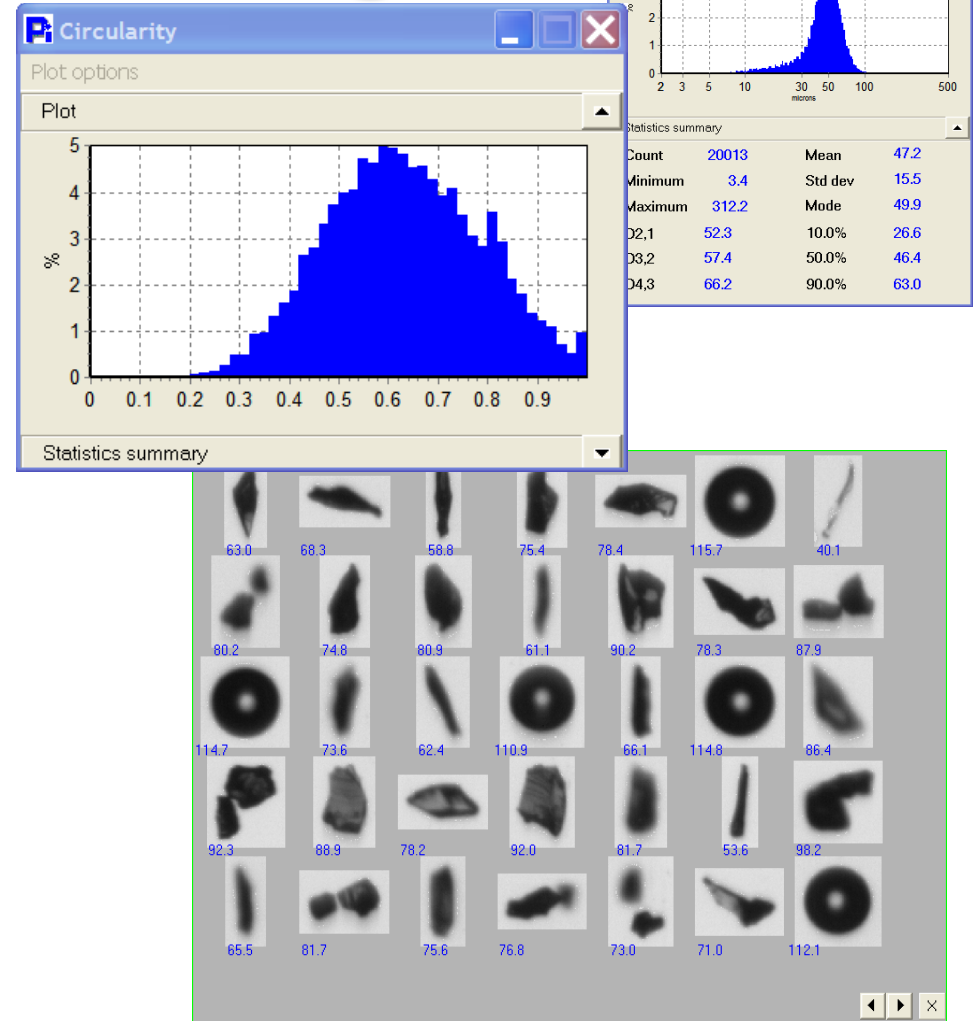 Circularity
Plot options
Plot
5
4
3
2
1
0
%
0 0.1 0.2 0.3 0.4 0.5 0.6 0.7 0.8 0.9
Statistics summary
2
1
0
2 3 5 10 30 50 100 500
microns
Statistics summary
Count 20013 Mean 47.2
Minimum 3.4 Std dev 15.5
Maximum 312.2 Mode 49.9
D2,1 52.3 10.0% 26.6
D3,2 57.4 50.0% 46.4
D4,3 66.2 90.0% 63.0
63.0 68.3 58.8 75.4 78.4 115.7 40.1
80.2 74.8 80.9 61.1 90.2 78.3 87.9
114.7 73.6 62.4 110.9 66.1 114.8 86.4
92.3 88.9 78.2 92.0 81.7 53.6 98.2
65.5 81.7 75.6 76.8 73.0 71.0 112.1